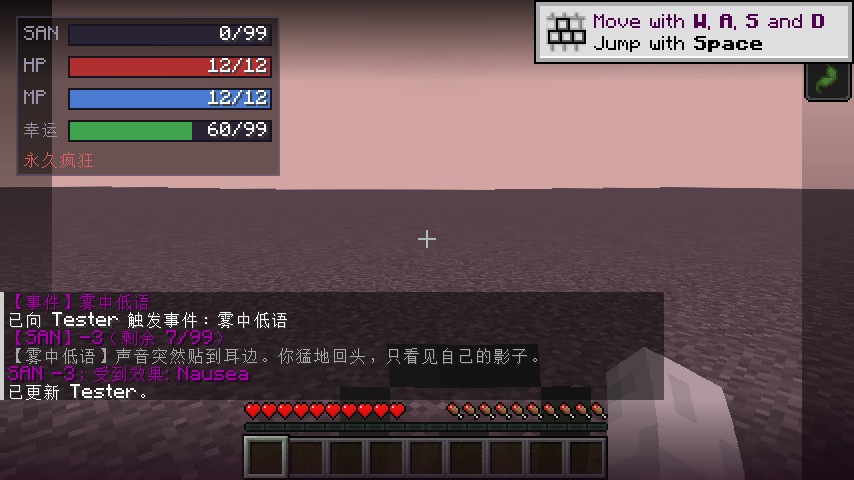 SAN 0/99
HP 12/12
MP 12/12
幸运 60/99
永久疯狂
Move with W, A, S and D
Jump with Space
【事件】雾中低语
已向 Tester 触发事件：雾中低语
【SAN】-3（剩余 7/99）
【雾中低语】声音突然贴到耳边。你猛地回头，只看见自己的影子。
SAN -3；受到效果: Nausea
已更新 Tester。